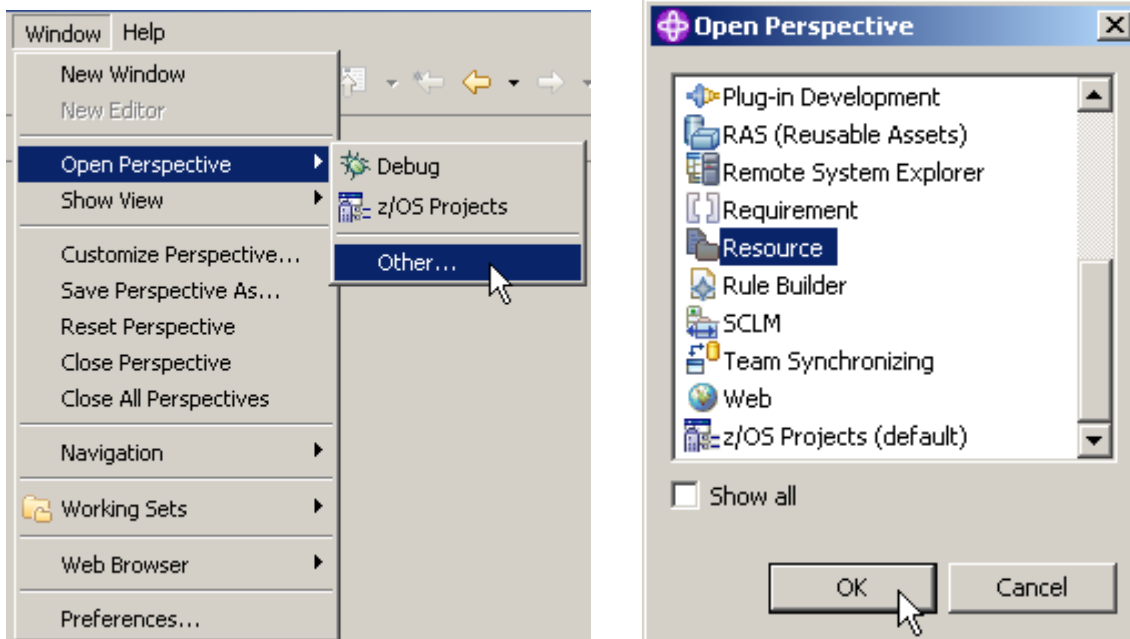 Window Help
New Window
New Editor
Open Perspective
Show View
Customize Perspective...
Save Perspective As...
Reset Perspective
Close Perspective
Close All Perspectives
Navigation
Working Sets
Web Browser
Preferences...
Debug
z/OS Projects
Other...
Open Perspective
Plug-in Development
RAS (Reusable Assets)
Remote System Explorer
Requirement
Resource
Rule Builder
SCLM
Team Synchronizing
Web
z/OS Projects (default)
Show all
OK Cancel